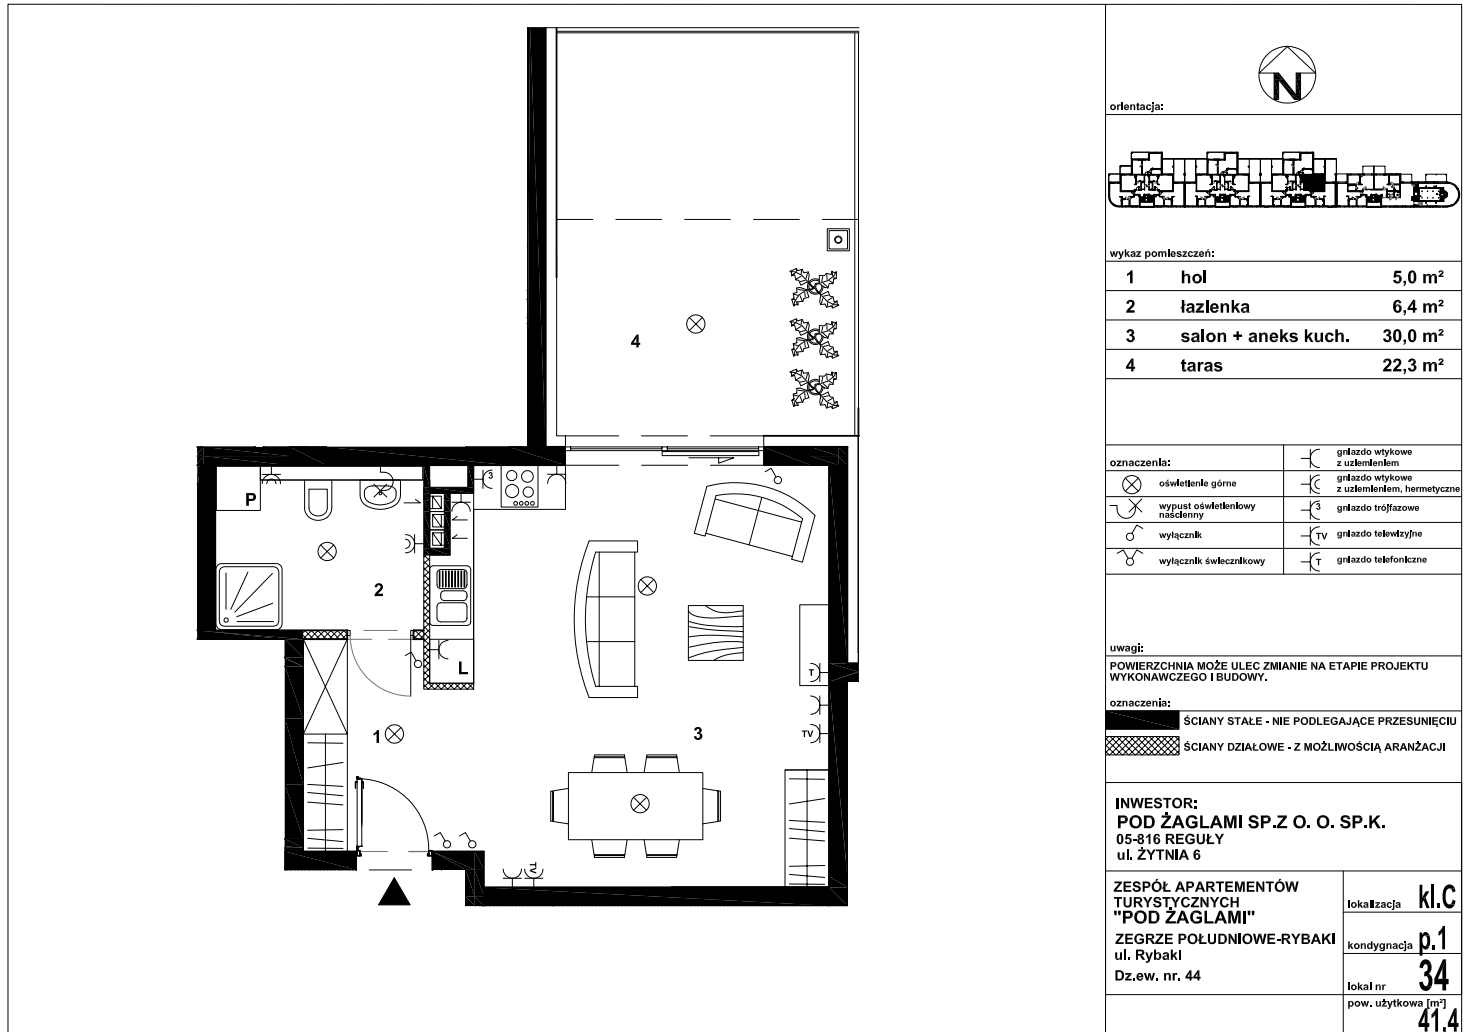 N
orientacja:
wykaz pomieszczeń:
1 hol 5,0 m²
2 łazienka 6,4 m²
3 salon + aneks kuch. 30,0 m²
4 taras 22,3 m²
oznaczenia:
oświetlenie górne
wypust oświetleniowy
naścienny
wyłącznik
wyłącznik świecznikowy
gniazdo wtykowe
z uziemieniem
gniazdo wtykowe
z uziemieniem, hermetyczne
3 gniazdo trójfazowe
TV gniazdo telewizyjne
T gniazdo telefoniczne
uwagi:
POWIERZCHNIA MOŻE ULEC ZMIANIE NA ETAPIE PROJEKTU
WYKONAWCZEGO I BUDOWY.
oznaczenia:
ŚCIANY STAŁE - NIE PODLEGAJĄCE PRZESUNIĘCIU
ŚCIANY DZIAŁOWE - Z MOŻLIWOŚCIĄ ARANŻACJI
INWESTOR:
POD ŻAGLAMI SP.Z O. O. SP.K.
05-816 REGUŁY
ul. ŻYTNIA 6
ZESPÓŁ APARTEMENTÓW
TURYSTYCZNYCH
"POD ŻAGLAMI"
ZEGRZE POŁUDNIOWE-RYBAKI
ul. Rybaki
Dz.ew. nr. 44
lokalizacja kl.C
kondygnacja p.1
lokal nr 34
pow. użytkowa [m²]
41,4
4
P
3
2
L
T
1
3
TV
TV